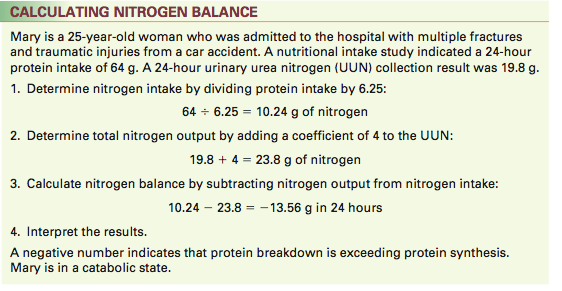 CALCULATING NITROGEN BALANCE
Mary is a 25-year-old woman who was admitted to the hospital with multiple fractures
and traumatic injuries from a car accident. A nutritional intake study indicated a 24-hour
protein intake of 64 g. A 24-hour urinary urea nitrogen (UUN) collection result was 19.8 g.
1. Determine nitrogen intake by dividing protein intake by 6.25:
64 ÷ 6.25 = 10.24 g of nitrogen
2. Determine total nitrogen output by adding a coefficient of 4 to the UUN:
19.8 + 4 = 23.8 g of nitrogen
3. Calculate nitrogen balance by subtracting nitrogen output from nitrogen intake:
10.24 − 23.8 = −13.56 g in 24 hours
4. Interpret the results.
A negative number indicates that protein breakdown is exceeding protein synthesis.
Mary is in a catabolic state.